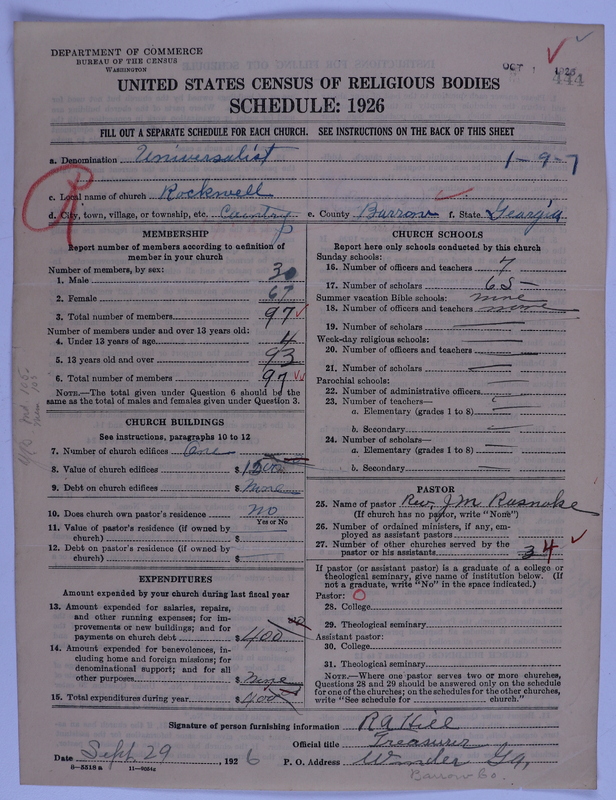 DEPARTMENT OF COMMERCE
BUREAU OF THE CENSUS
WASHINGTON
OCT 1 1926
444
UNITED STATES CENSUS OF RELIGIOUS BODIES
SCHEDULE: 1926
FILL OUT A SEPARATE SCHEDULE FOR EACH CHURCH. SEE INSTRUCTIONS ON THE BACK OF THIS SHEET
a. Denomination Universalist 1-9-7
c. Local name of church Rockwell
d. City, town, village, or township, etc. Country e. County Barrow f. State Georgia
MEMBERSHIP
Report number of members according to definition of
member in your church
Number of members, by sex:
1. Male 30
2. Female 67
3. Total number of members 97
Number of members under and over 13 years old:
4. Under 13 years of age 4
5. 13 years old and over 93
6. Total number of members 97
NOTE.—The total given under Question 6 should be the
same as the total of males and females given under Question 3.
CHURCH BUILDINGS
See instructions, paragraphs 10 to 12
7. Number of church edifices One
8. Value of church edifices $
9. Debt on church edifices $ None
10. Does church own pastor's residence? no
Yes or No
11. Value of pastor's residence (if owned by
church) $
12. Debt on pastor's residence (if owned by
church) $
EXPENDITURES
Amount expended by your church during last fiscal year
13. Amount expended for salaries, repairs,
and other running expenses; for im-
provements or new buildings; and for
payments on church debt $ 400
14. Amount expended for benevolences, in-
cluding home and foreign missions; for
denominational support; and for all
other purposes $ none
15. Total expenditures during year $ 400
CHURCH SCHOOLS
Report here only schools conducted by this church
Sunday schools:
16. Number of officers and teachers 7
17. Number of scholars 65
Summer vacation Bible schools: none
18. Number of officers and teachers none
19. Number of scholars
Week-day religious schools:
20. Number of officers and teachers
21. Number of scholars
Parochial schools:
22. Number of administrative officers
23. Number of teachers—
a. Elementary (grades 1 to 8)
b. Secondary
24. Number of scholars—
a. Elementary (grades 1 to 8)
b. Secondary
PASTOR
25. Name of pastor Rev. J M Rasnake
(If church has no pastor, write "None")
26. Number of ordained ministers, if any, em-
ployed as assistant pastors
27. Number of other churches served by the
pastor or his assistants 3 4
If pastor (or assistant pastor) is a graduate of a college or
theological seminary, give name of institution below. (If
not a graduate, write "No" in the space indicated.)
Pastor: O
28. College
29. Theological seminary
Assistant pastor:
30. College
31. Theological seminary
NOTE.—Where one pastor serves two or more churches,
Questions 28 and 29 should be answered only on the schedule
for one of the churches; on the schedules for the other churches,
write "See schedule for church."
Signature of person furnishing information R A Hill
Official title Treasurer
Date Sept. 29, 1926 P. O. Address Winder Ga.
8-5518 a
Barrow Co.